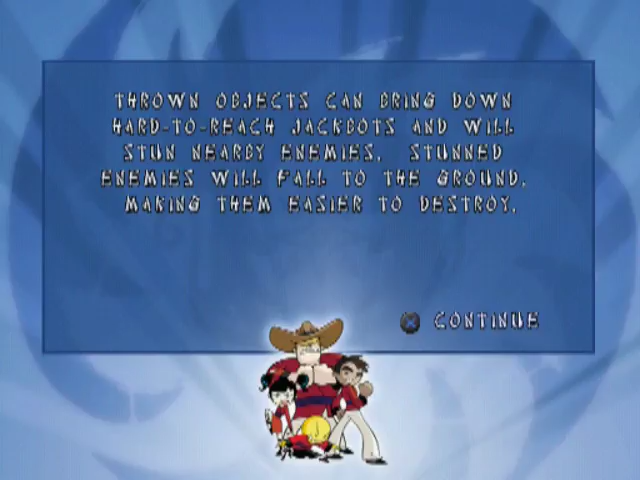 THROWN OBJECTS CAN BRING DOWN
HARD-TO-REACH JACKBOTS AND WILL
STUN NEARBY ENEMIES. STUNNED
ENEMIES WILL FALL TO THE GROUND,
MAKING THEM EASIER TO DESTROY.
CONTINUE